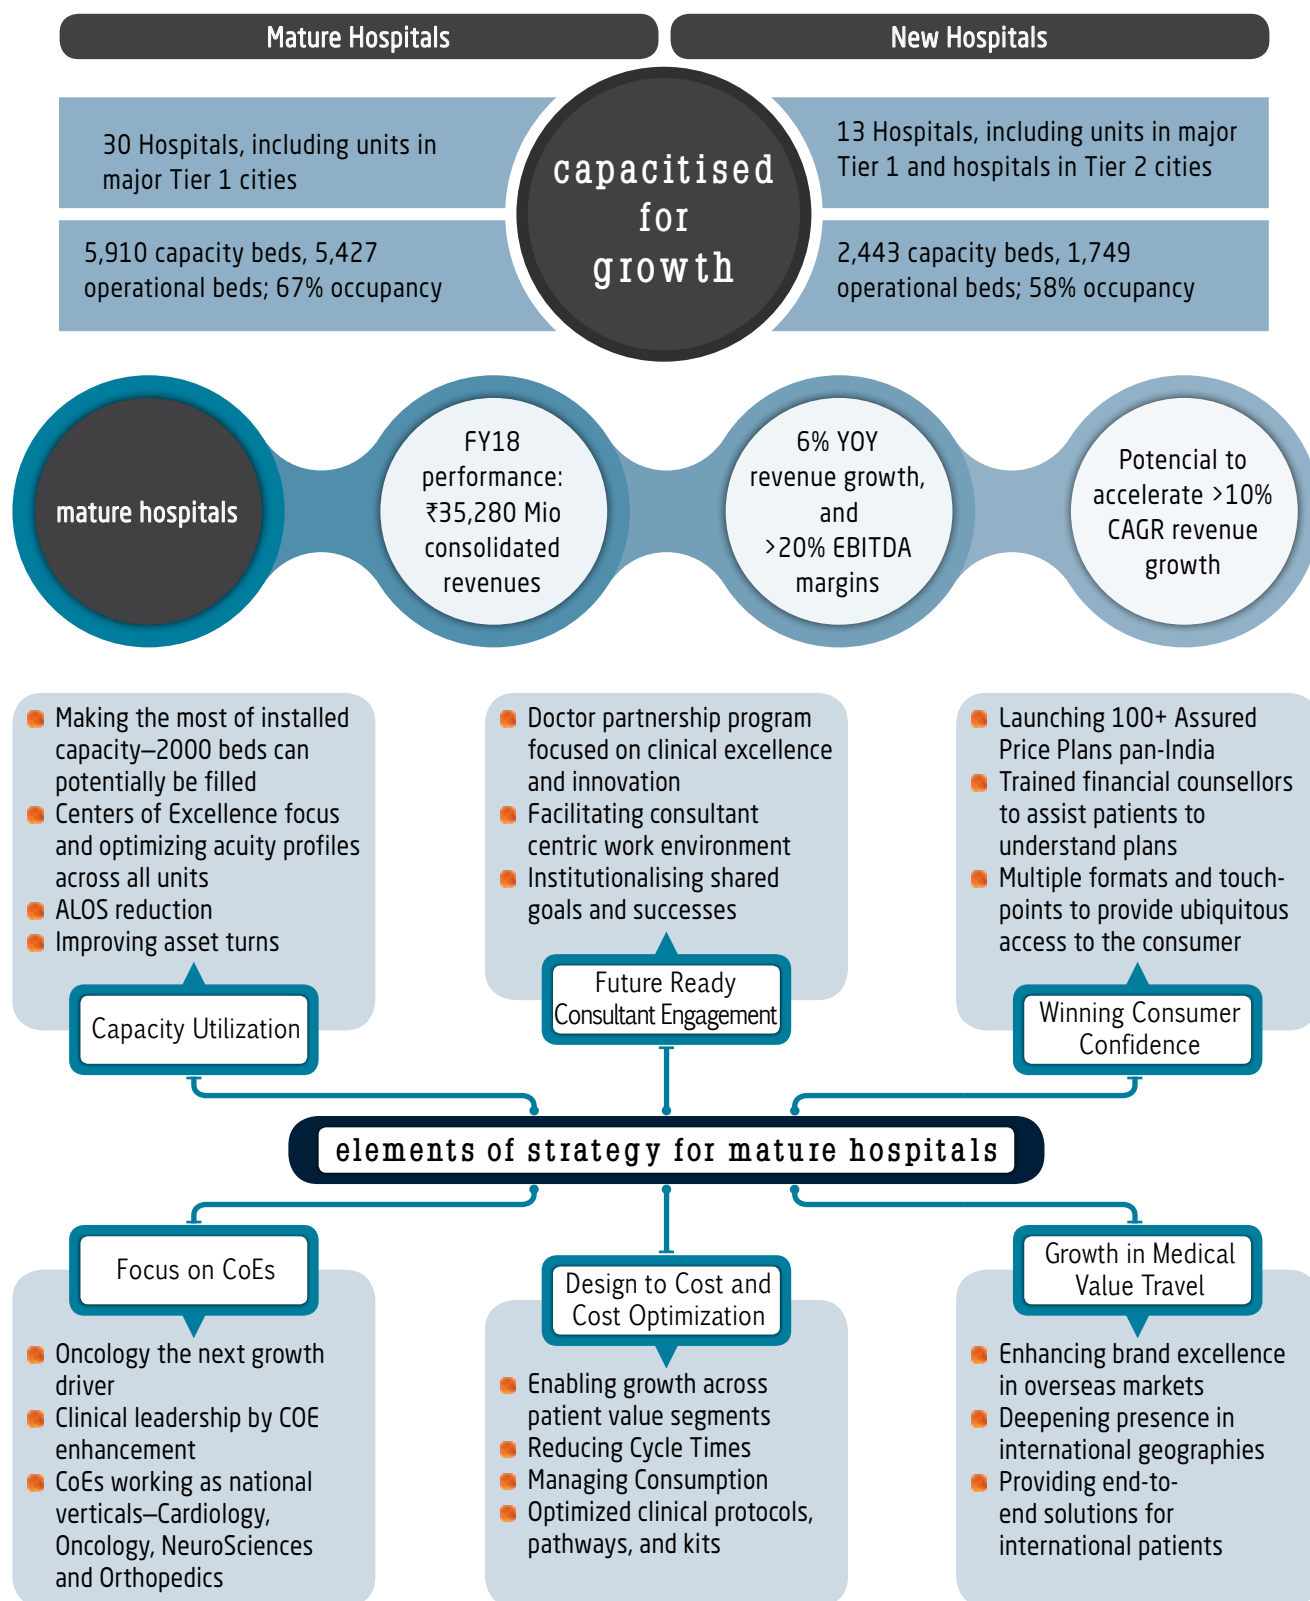 Mature Hospitals
New Hospitals
30 Hospitals, including units in
major Tier 1 cities
5,910 capacity beds, 5,427
operational beds; 67% occupancy
capacitised
for
growth
13 Hospitals, including units in major
Tier 1 and hospitals in Tier 2 cities
2,443 capacity beds, 1,749
operational beds; 58% occupancy
mature hospitals
FY18
performance:
₹35,280 Mio
consolidated
revenues
6% YOY
revenue growth,
and
>20% EBITDA
margins
Potencial to
accelerate >10%
CAGR revenue
growth
Making the most of installed
capacity—2000 beds can
potentially be filled
Centers of Excellence focus
and optimizing acuity profiles
across all units
ALOS reduction
Improving asset turns
Capacity Utilization
Doctor partnership program
focused on clinical excellence
and innovation
Facilitating consultant
centric work environment
Institutionalising shared
goals and successes
Future Ready
Consultant Engagement
Launching 100+ Assured
Price Plans pan-India
Trained financial counsellors
to assist patients to
understand plans
Multiple formats and touch-
points to provide ubiquitous
access to the consumer
Winning Consumer
Confidence
elements of strategy for mature hospitals
Focus on CoEs
Oncology the next growth
driver
Clinical leadership by COE
enhancement
CoEs working as national
verticals—Cardiology,
Oncology, NeuroSciences
and Orthopedics
Design to Cost and
Cost Optimization
Enabling growth across
patient value segments
Reducing Cycle Times
Managing Consumption
Optimized clinical protocols,
pathways, and kits
Growth in Medical
Value Travel
Enhancing brand excellence
in overseas markets
Deepening presence in
international geographies
Providing end-to-
end solutions for
international patients